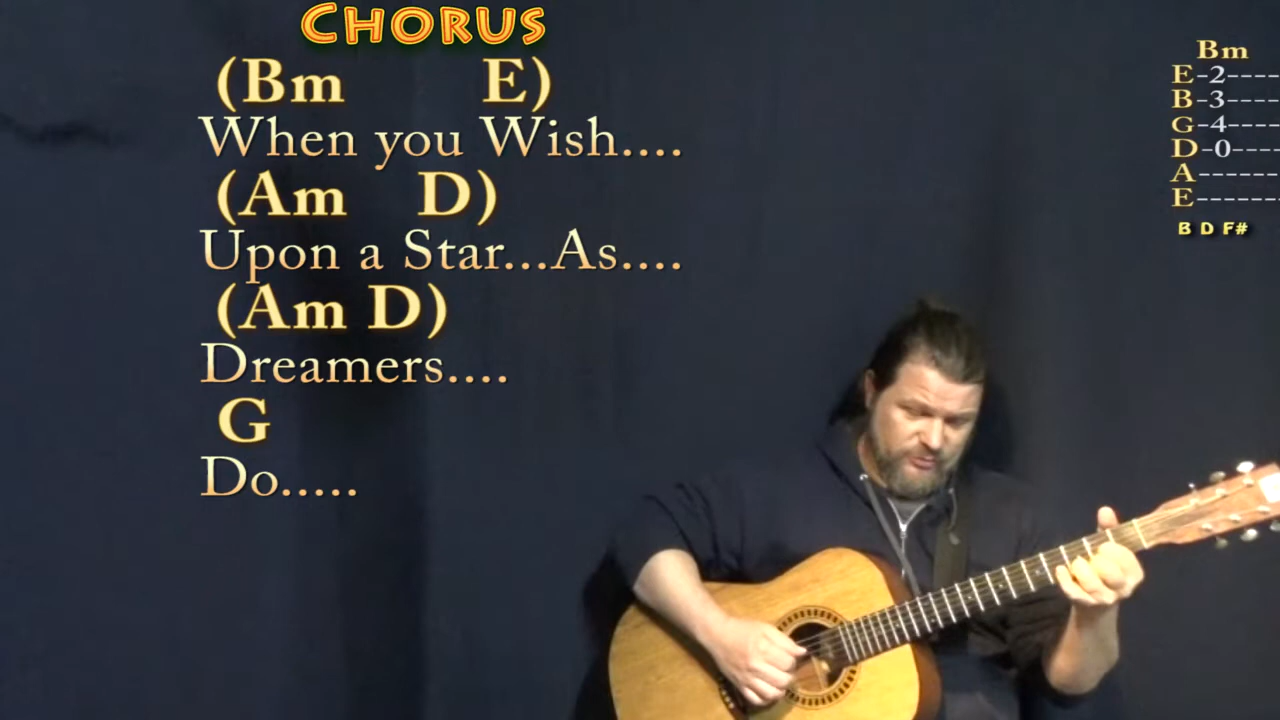 CHORUS
(Bm E)
When you Wish....
(Am D)
Upon a Star...As....
(Am D)
Dreamers....
G
Do.....
Bm
E-2----
B-3----
G-4----
D-0----
A------
E------
B D F#